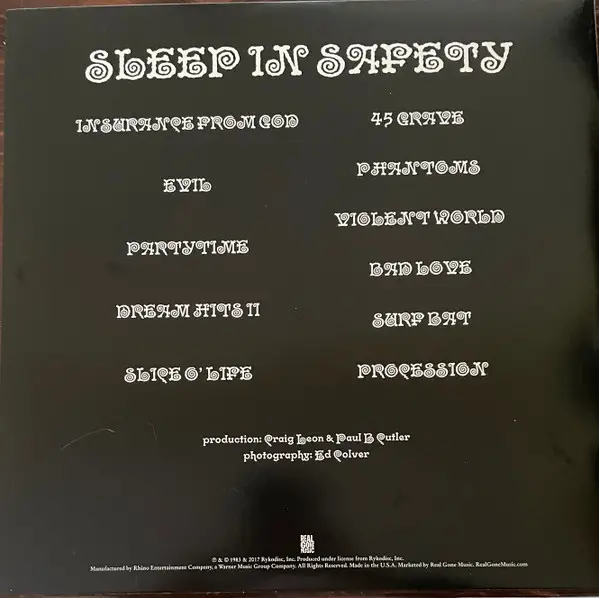 SLEEP IN SAFETY
INSURANCE FROM GOD
EVIL
PARTYTIME
DREAM HITS II
SLICE O' LIFE
45 GRAVE
PHANTOMS
VIOLENT WORLD
BAD LOVE
SURF BAT
PROCESSION
production: Craig Leon & Paul B Cutler
photography: Ed Colver
REAL
GONE
MUSIC
℗ & © 1983 & 2017 Rykodisc, Inc. Produced under license from Rykodisc, Inc.
Manufactured by Rhino Entertainment Company, a Warner Music Group Company. All Rights Reserved. Made in the U.S.A. Marketed by Real Gone Music. RealGoneMusic.com